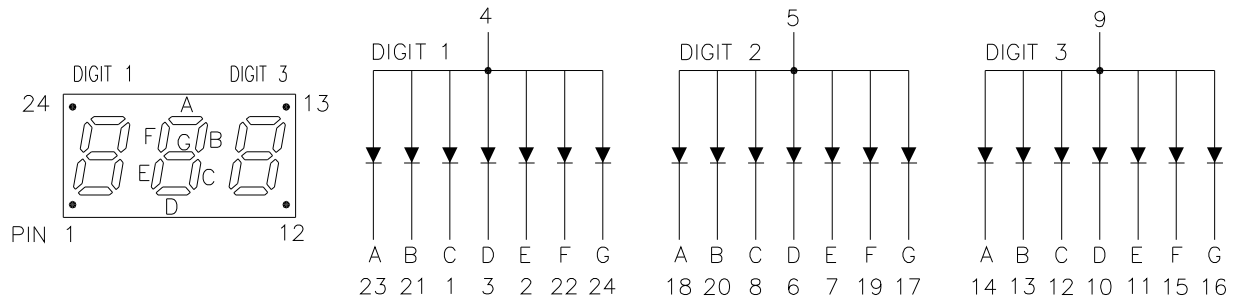 DIGIT 1 DIGIT 3
24 13
A
F G B
E C
D
PIN 1 12
4
DIGIT 1
A B C D E F G
23 21 1 3 2 22 24
5
DIGIT 2
A B C D E F G
18 20 8 6 7 19 17
9
DIGIT 3
A B C D E F G
14 13 12 10 11 15 16